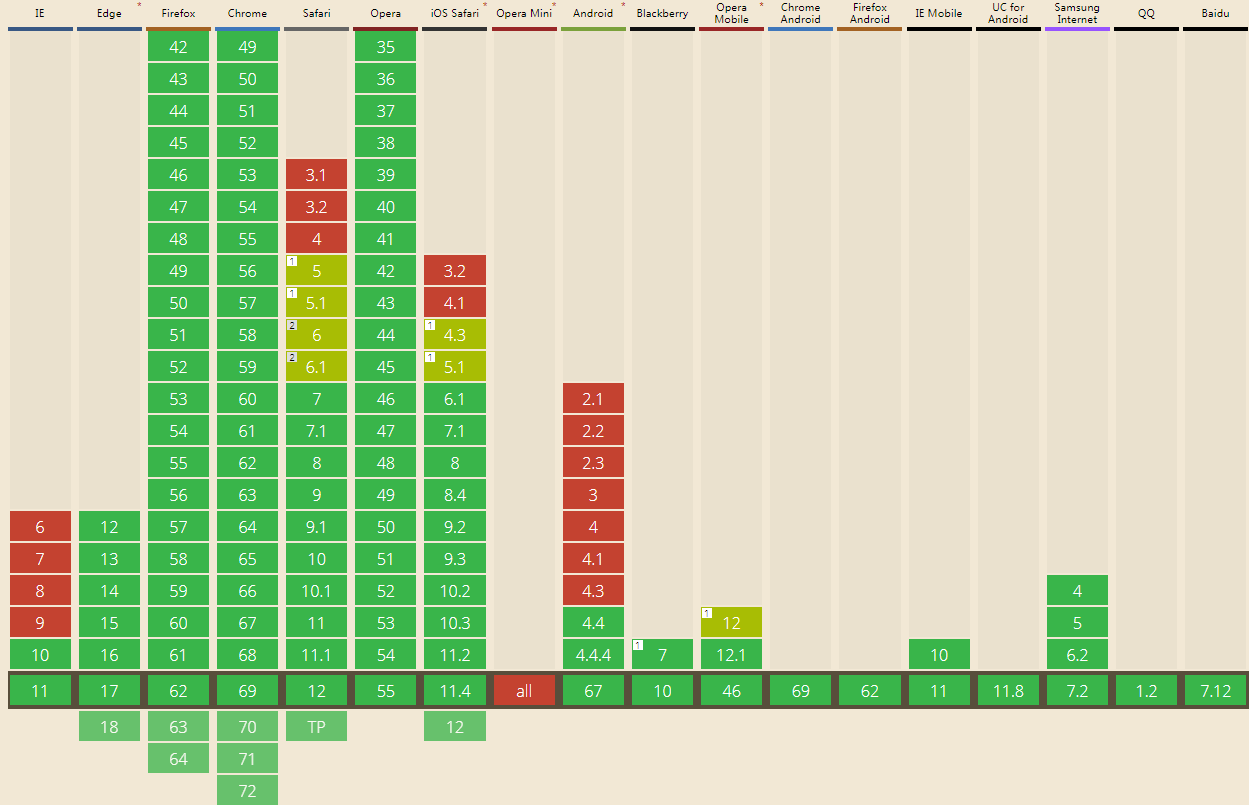 IE Edge * Firefox Chrome Safari Opera iOS Safari * Opera Mini * Android * Blackberry Opera Mobile * Chrome Android Firefox Android IE Mobile UC for Android Samsung Internet QQ Baidu
42 49 35
43 50 36
44 51 37
45 52 38
46 53 3.1 39
47 54 3.2 40
48 55 4 41
49 56 1 5 42 3.2
50 57 1 5.1 43 4.1
51 58 2 6 44 1 4.3
52 59 2 6.1 45 1 5.1
53 60 7 46 6.1 2.1
54 61 7.1 47 7.1 2.2
55 62 8 48 8 2.3
56 63 9 49 8.4 3
6 12 57 64 9.1 50 9.2 4
7 13 58 65 10 51 9.3 4.1
8 14 59 66 10.1 52 10.2 4.3 4
9 15 60 67 11 53 10.3 4.4 1 12 5
10 16 61 68 11.1 54 11.2 4.4.4 1 7 12.1 10 6.2
11 17 62 69 12 55 11.4 all 67 10 46 69 62 11 11.8 7.2 1.2 7.12
18 63 70 TP 12
64 71
72